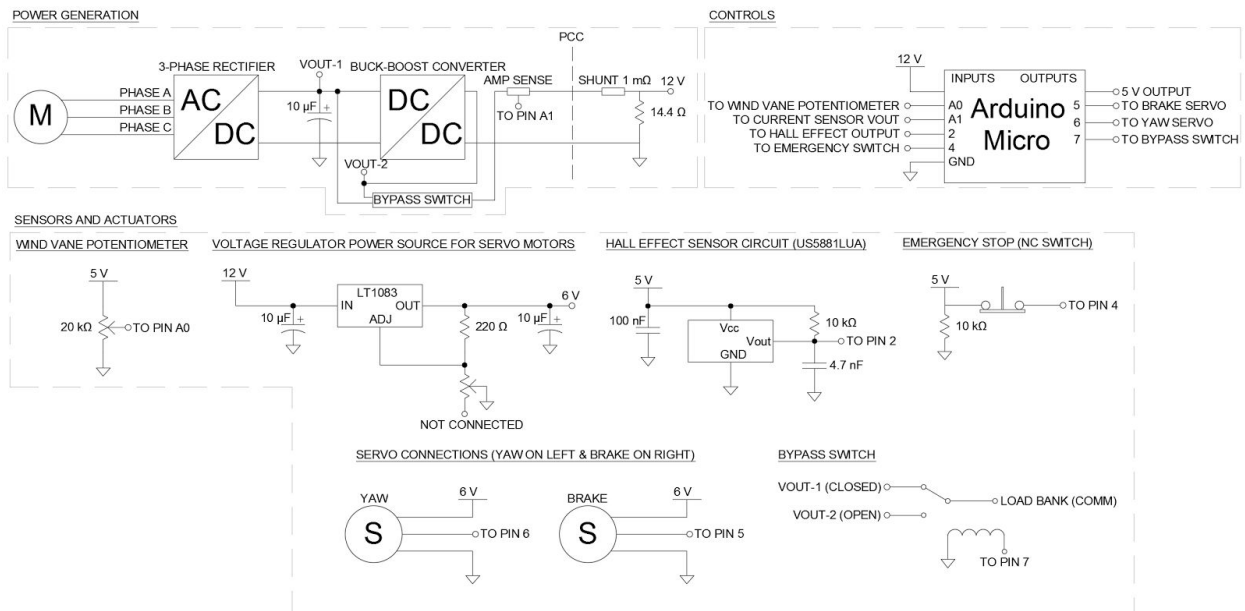 POWER GENERATION
PCC
3-PHASE RECTIFIER
VOUT-1
BUCK-BOOST CONVERTER
AMP SENSE
SHUNT 1 mΩ
12 V
M
PHASE A
PHASE B
PHASE C
AC
DC
10 µF
+
DC
DC
TO PIN A1
14.4 Ω
VOUT-2
BYPASS SWITCH
CONTROLS
12 V
INPUTS OUTPUTS
Arduino
Micro
TO WIND VANE POTENTIOMETER A0
TO CURRENT SENSOR VOUT A1
TO HALL EFFECT OUTPUT 2
TO EMERGENCY SWITCH 4
GND
5 V OUTPUT
5 TO BRAKE SERVO
6 TO YAW SERVO
7 TO BYPASS SWITCH
SENSORS AND ACTUATORS
WIND VANE POTENTIOMETER
5 V
20 kΩ
TO PIN A0
VOLTAGE REGULATOR POWER SOURCE FOR SERVO MOTORS
12 V
10 µF
+
LT1083
IN OUT
ADJ
220 Ω
10 µF
+
6 V
NOT CONNECTED
HALL EFFECT SENSOR CIRCUIT (US5881LUA)
5 V
100 nF
Vcc
Vout
GND
10 kΩ
TO PIN 2
4.7 nF
EMERGENCY STOP (NC SWITCH)
5 V
10 kΩ
TO PIN 4
SERVO CONNECTIONS (YAW ON LEFT & BRAKE ON RIGHT)
YAW
S
6 V
TO PIN 6
BRAKE
S
6 V
TO PIN 5
BYPASS SWITCH
VOUT-1 (CLOSED)
LOAD BANK (COMM)
VOUT-2 (OPEN)
TO PIN 7